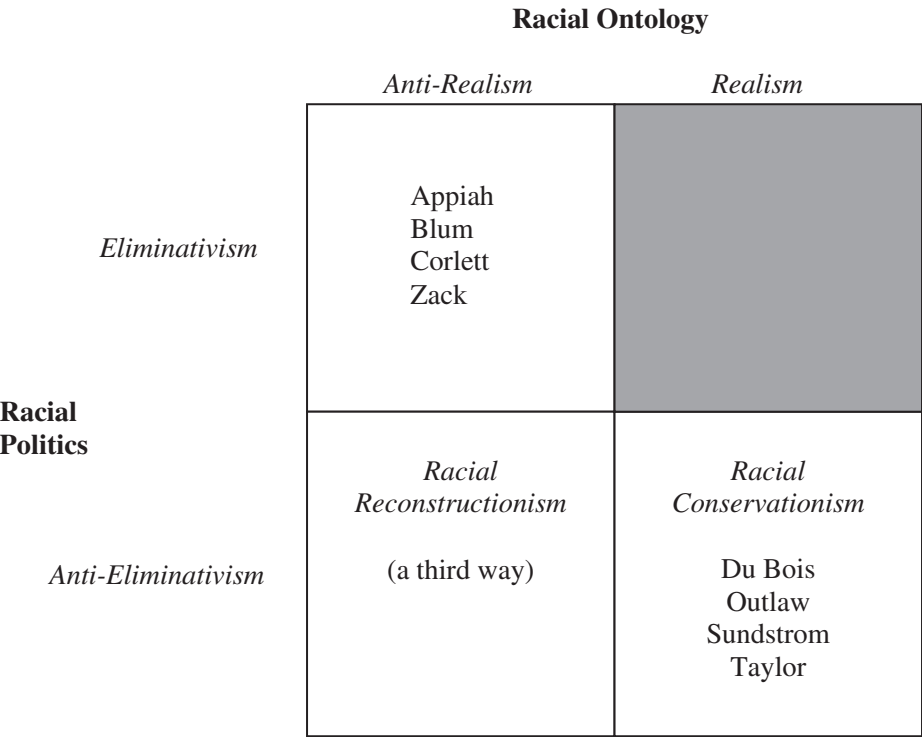 Racial Ontology
Anti-Realism
Realism
Appiah
Blum
Corlett
Zack
Eliminativism
Racial
Politics
Racial
Reconstructionism
(a third way)
Racial
Conservationism
Du Bois
Outlaw
Sundstrom
Taylor
Anti-Eliminativism